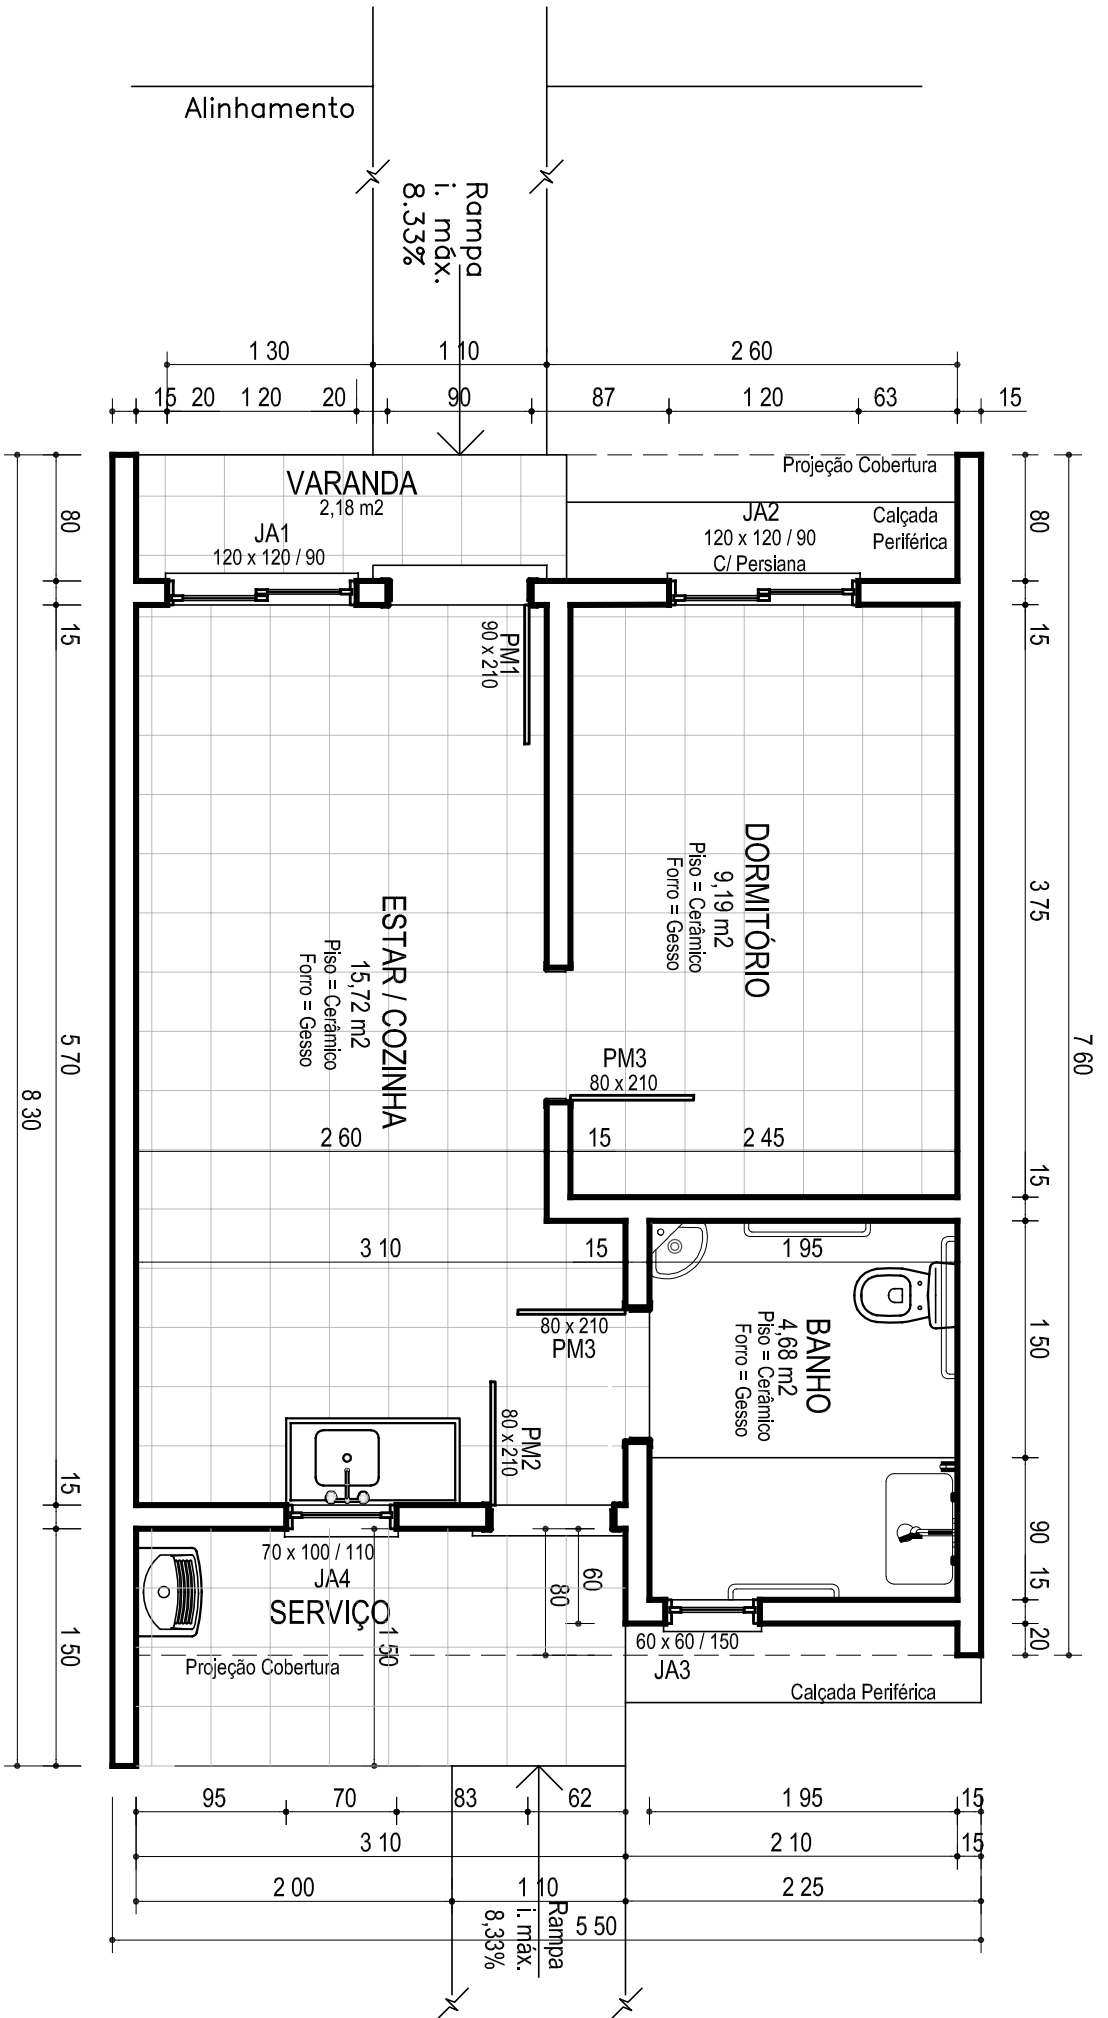 Alinhamento
Rampa
i. máx.
8.33%
1 30
1 10
2 60
15
20
1 20
20
90
87
1 20
63
15
VARANDA
2,18 m2
Projeção Cobertura
JA1
120 x 120 / 90
JA2
120 x 120 / 90
C/ Persiana
Calçada
Periférica
80
15
5 70
15
1 50
8 30
80
15
3 75
15
1 50
90
15
20
7 60
PM1
90 x 210
DORMITÓRIO
9,19 m2
Piso = Cerâmico
Forro = Gesso
ESTAR / COZINHA
15,72 m2
Piso = Cerâmico
Forro = Gesso
PM3
80 x 210
2 60
15
2 45
3 10
15
1 95
80 x 210
PM3
BANHO
4,68 m2
Piso = Cerâmico
Forro = Gesso
PM2
80 x 210
70 x 100 / 110
JA4
SERVIÇO
60
80
1 50
60 x 60 / 150
JA3
Projeção Cobertura
Calçada Periférica
95
70
83
62
1 95
15
3 10
2 10
15
2 00
1 10
2 25
5 50
Rampa
i. máx.
8,33%